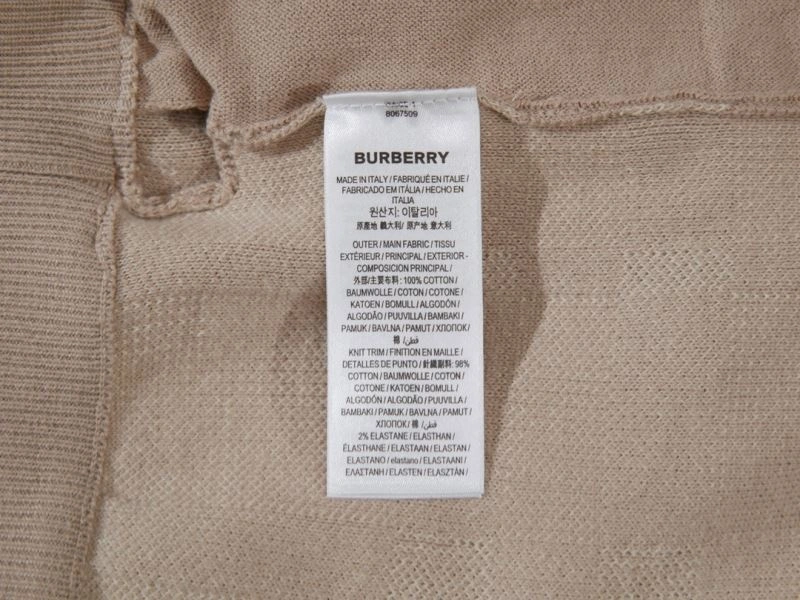 8067509
BURBERRY
MADE IN ITALY / FABRIQUÉ EN ITALIE /
FABRICADO EM ITÁLIA / HECHO EN
ITALIA
원산지: 이탈리아
原產地 義大利/ 原产地 意大利
OUTER / MAIN FABRIC / TISSU
EXTÉRIEUR / PRINCIPAL / EXTERIOR -
COMPOSICIÓN PRINCIPAL /
外部/主要布料: 100% COTTON /
BAUMWOLLE / COTON / COTONE /
KATOEN / BOMULL / ALGODÓN /
ALGODÃO / PUUVILLA / BAMBAKI /
PAMUK / BAVLNA / PAMUT / ХЛОПОК /
棉 /قطن
KNIT TRIM / FINITION EN MAILLE /
DETALLES DE PUNTO / 針織副料: 98%
COTTON / BAUMWOLLE / COTON /
COTONE / KATOEN / BOMULL /
ALGODÓN / ALGODÃO / PUUVILLA /
BAMBAKI / PAMUK / BAVLNA / PAMUT /
ХЛОПОК / 棉 /قطن
2% ELASTANE / ELASTHAN /
ÉLASTHANE / ELASTAAN / ELASTAN /
ELASTANO / elastano / ELASTAANI /
ΕΛΑΣΤΑΝΗ / ELASTEN / ELASZTÁN /